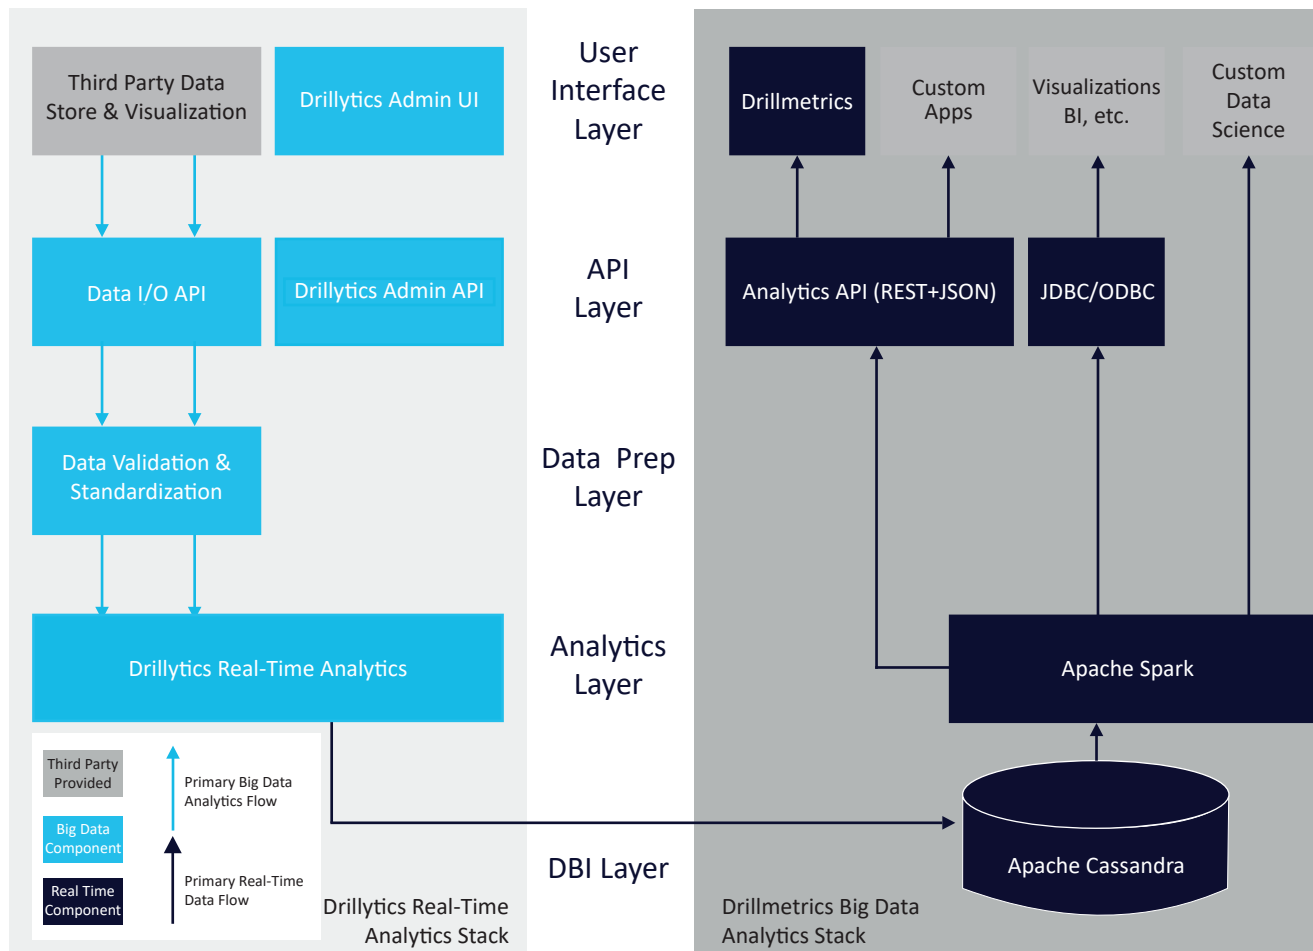 Third Party Data
Store & Visualization
Drillytics Admin UI
User
Interface
Layer
Drillmetrics
Custom
Apps
Visualizations
BI, etc.
Custom
Data
Science
Data I/O API
Drillytics Admin API
API
Layer
Analytics API (REST+JSON)
JDBC/ODBC
Data Validation &
Standardization
Data Prep
Layer
Drillytics Real-Time Analytics
Analytics
Layer
Apache Spark
Third Party
Provided
Primary Big Data
Analytics Flow
Big Data
Component
Real Time
Component
Primary Real-Time
Data Flow
DBI Layer
Apache Cassandra
Drillytics Real-Time
Analytics Stack
Drillmetrics Big Data
Analytics Stack